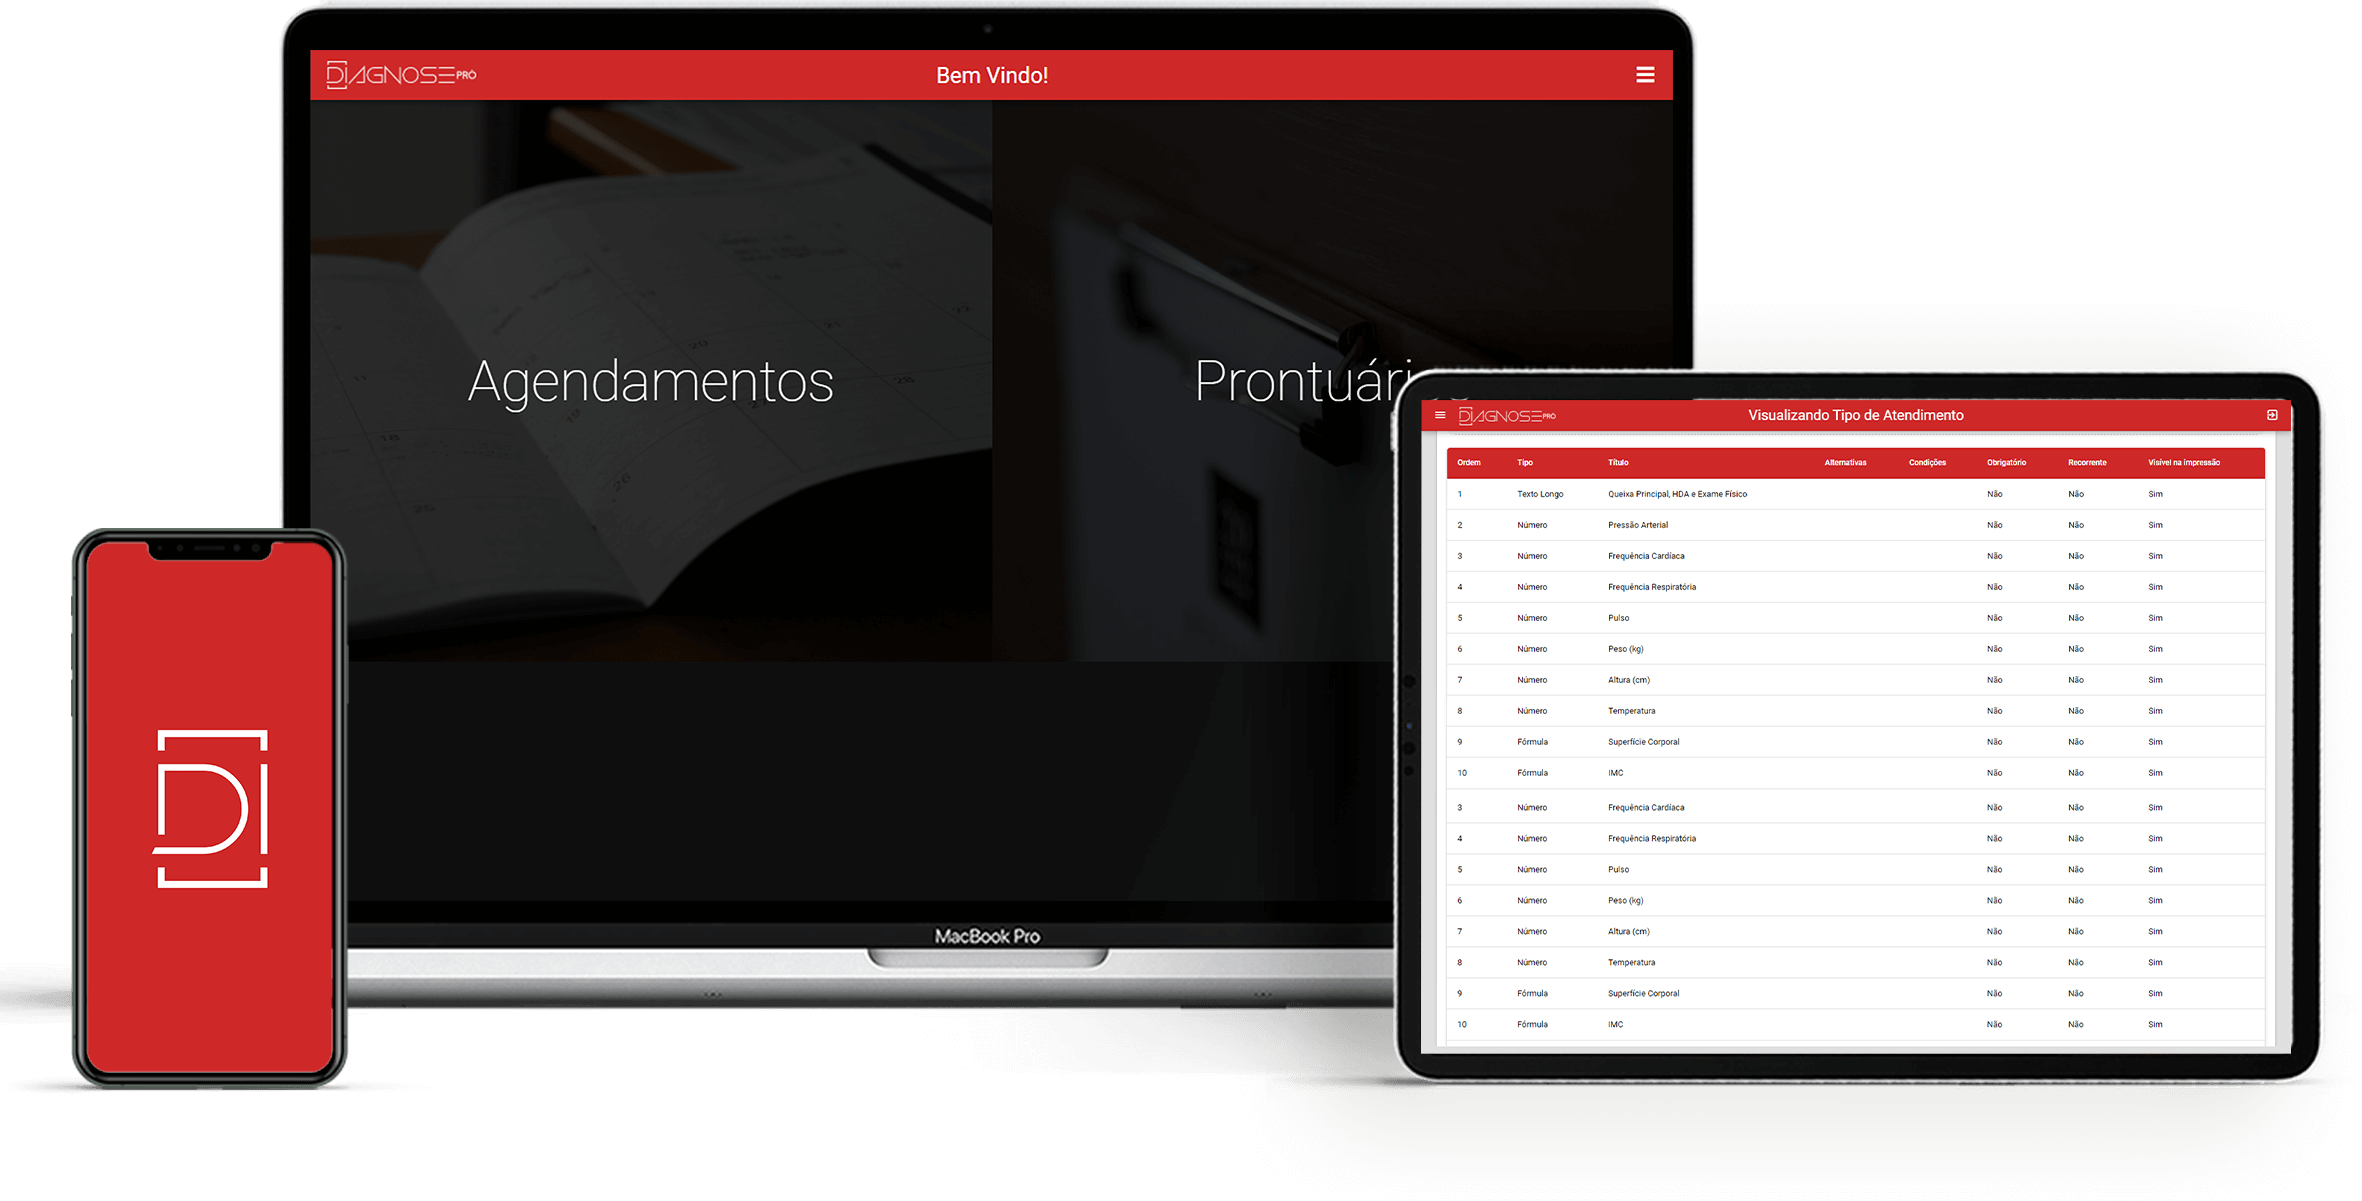 DIAGNOSE PRÓ
Bem Vindo!
Agendamentos
MacBook Pro
DI
DIAGNOSE PRÓ
Visualizando Tipo de Atendimento
Ordem Tipo Título Alternativas Condições Obrigatório Recorrente Visível na impressão
1 Texto Longo Queixa Principal, HDA e Exame Físico Não Não Sim
2 Número Pressão Arterial Não Não Sim
3 Número Frequência Cardíaca Não Não Sim
4 Número Frequência Respiratória Não Não Sim
5 Número Pulso Não Não Sim
6 Número Peso (kg) Não Não Sim
7 Número Altura (cm) Não Não Sim
8 Número Temperatura Não Não Sim
9 Fórmula Superfície Corporal Não Não Sim
10 Fórmula IMC Não Não Sim
3 Número Frequência Cardíaca Não Não Sim
4 Número Frequência Respiratória Não Não Sim
5 Número Pulso Não Não Sim
6 Número Peso (kg) Não Não Sim
7 Número Altura (cm) Não Não Sim
8 Número Temperatura Não Não Sim
9 Fórmula Superfície Corporal Não Não Sim
10 Fórmula IMC Não Não Sim